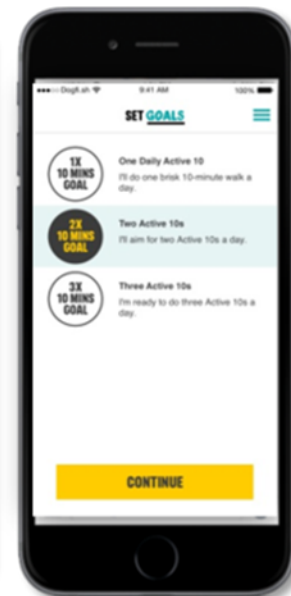 Dogfi.sh
9:41 AM
100%
SET GOALS
1X
10 MINS
GOAL
One Daily Active 10
I'll do one brisk 10-minute walk a
day.
2X
10 MINS
GOAL
Two Active 10s
I'll aim for two Active 10s a day.
3X
10 MINS
GOAL
Three Active 10s
I'm ready to do three Active 10s a
day.
CONTINUE